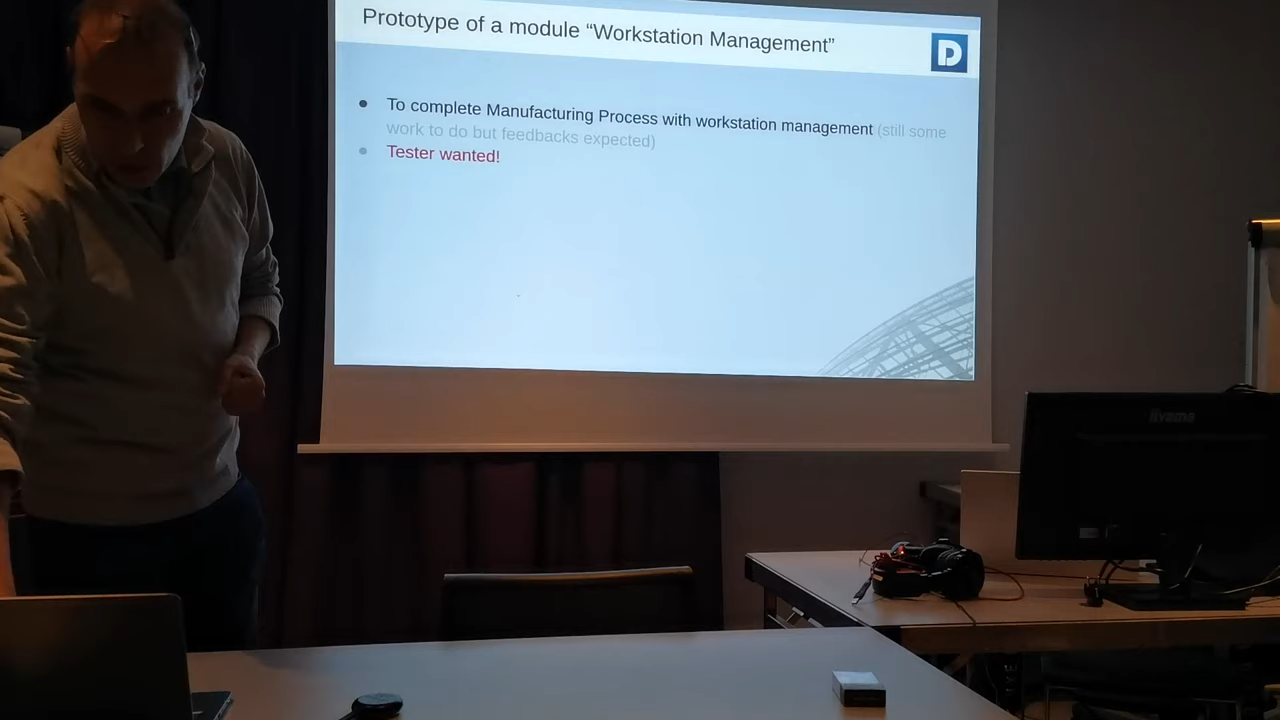 Prototype of a module “Workstation Management”
D
To complete Manufacturing Process with workstation management (still some
work to do but feedbacks expected)
Tester wanted!
iiyama